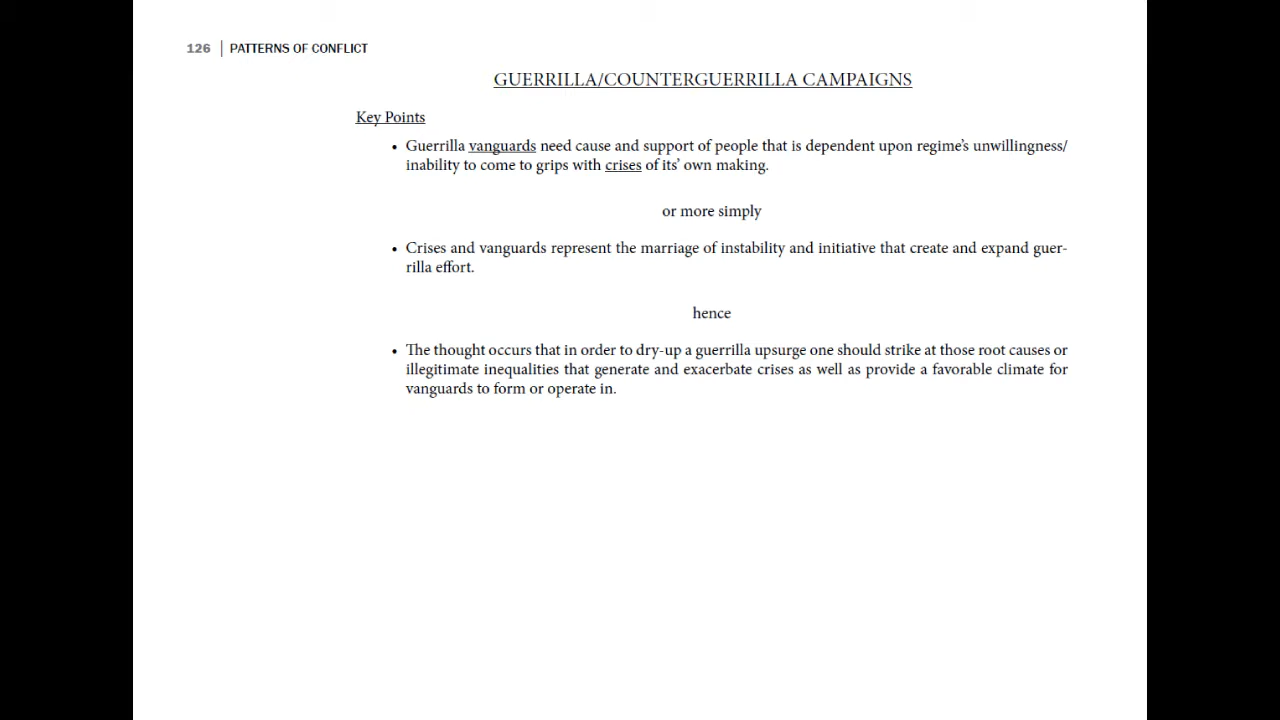 126 | PATTERNS OF CONFLICT
GUERRILLA/COUNTERGUERRILLA CAMPAIGNS
Key Points
• Guerrilla vanguards need cause and support of people that is dependent upon regime's unwillingness/
inability to come to grips with crises of its' own making.
or more simply
• Crises and vanguards represent the marriage of instability and initiative that create and expand guer-
rilla effort.
hence
• The thought occurs that in order to dry-up a guerrilla upsurge one should strike at those root causes or
illegitimate inequalities that generate and exacerbate crises as well as provide a favorable climate for
vanguards to form or operate in.